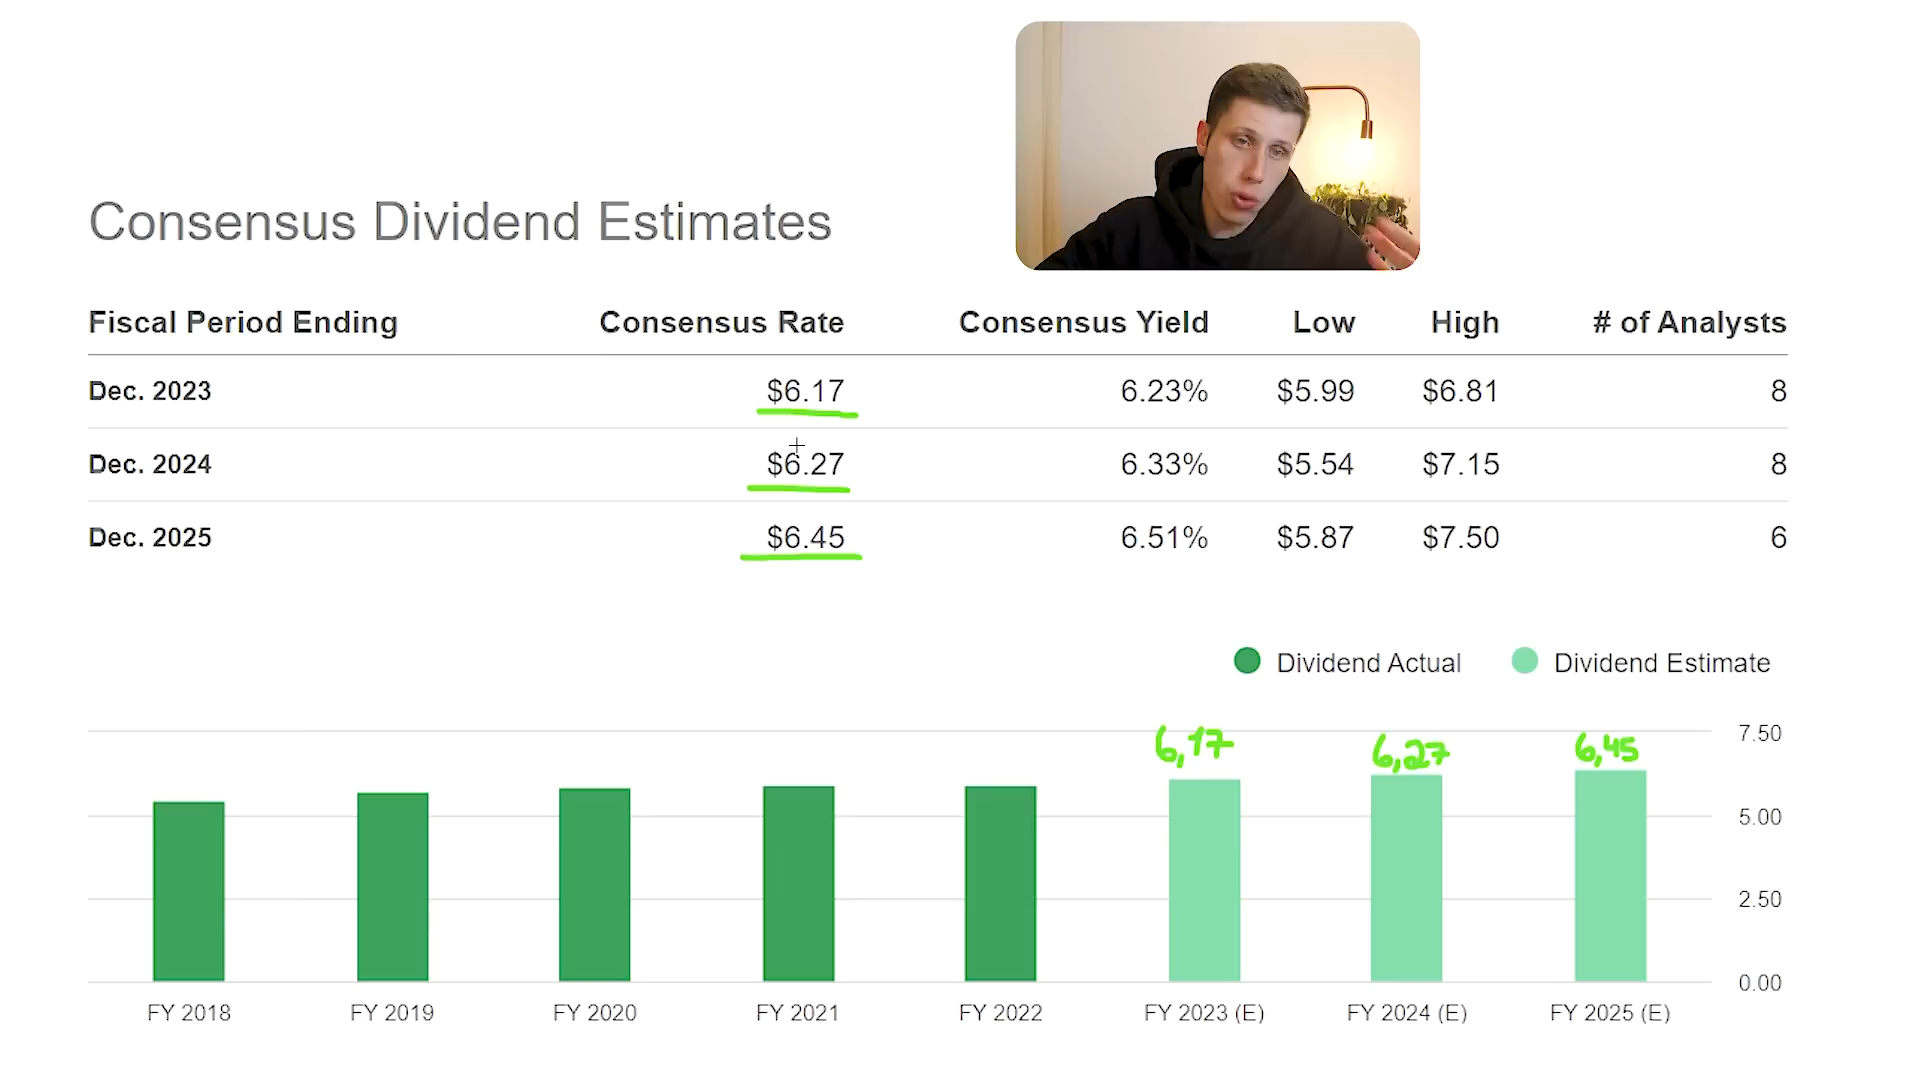 Consensus Dividend Estimates
Fiscal Period Ending Consensus Rate Consensus Yield Low High # of Analysts
Dec. 2023 $6.17 6.23% $5.99 $6.81 8
Dec. 2024 $6.27 6.33% $5.54 $7.15 8
Dec. 2025 $6.45 6.51% $5.87 $7.50 6
Dividend Actual Dividend Estimate
6,17 6,27 6,45
7.50
5.00
2.50
0.00
FY 2018 FY 2019 FY 2020 FY 2021 FY 2022 FY 2023 (E) FY 2024 (E) FY 2025 (E)